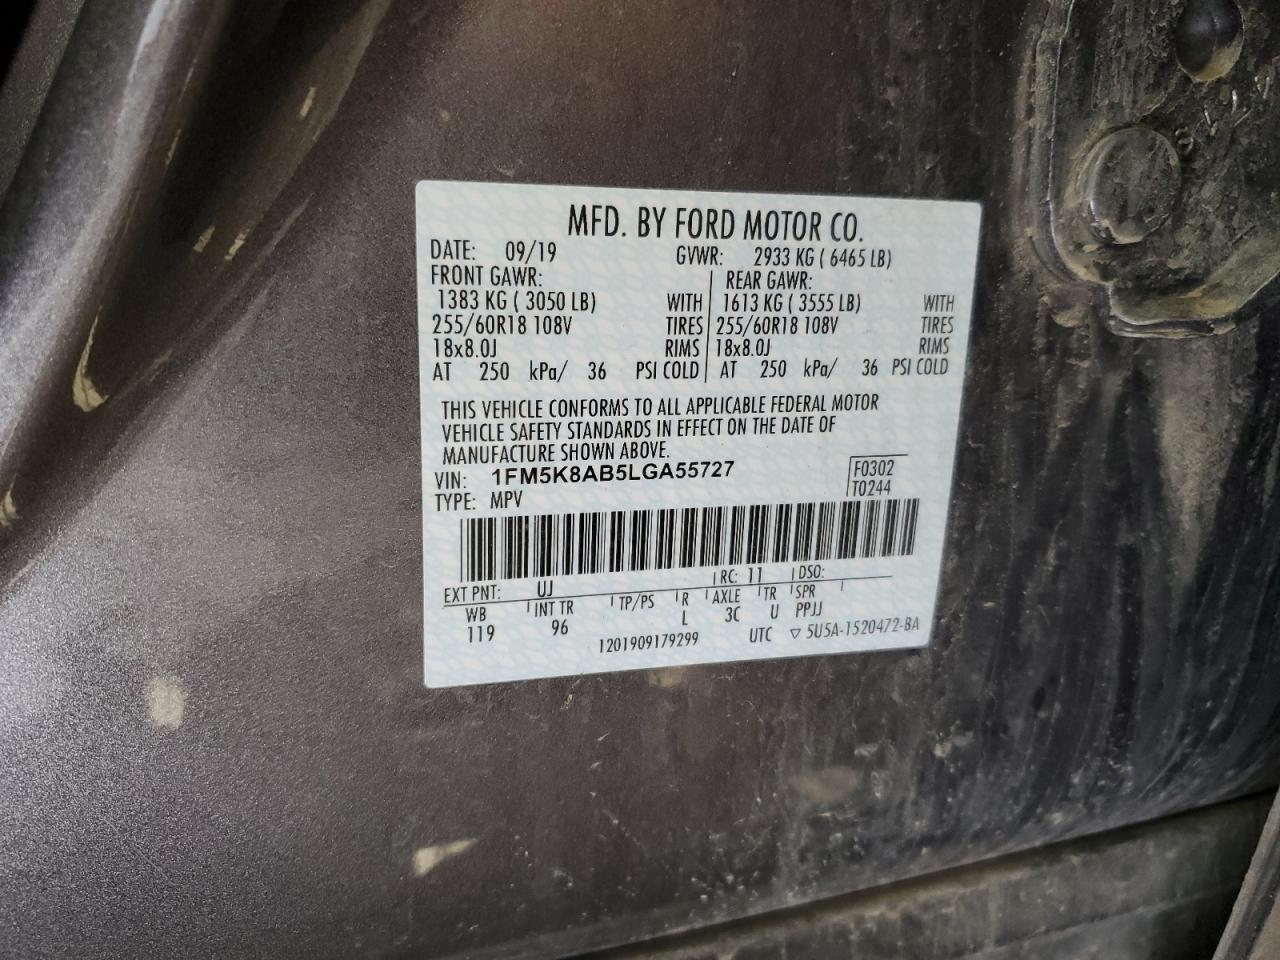 MFD. BY FORD MOTOR CO.
DATE: 09/19 GVWR: 2933 KG ( 6465 LB)
FRONT GAWR: REAR GAWR:
1383 KG ( 3050 LB) WITH 1613 KG ( 3555 LB) WITH
255/60R18 108V TIRES 255/60R18 108V TIRES
18x8.0J RIMS 18x8.0J RIMS
AT 250 kPa/ 36 PSI COLD AT 250 kPa/ 36 PSI COLD
THIS VEHICLE CONFORMS TO ALL APPLICABLE FEDERAL MOTOR
VEHICLE SAFETY STANDARDS IN EFFECT ON THE DATE OF
MANUFACTURE SHOWN ABOVE.
VIN: 1FM5K8AB5LGA55727 F0302
TYPE: MPV T0244
EXT PNT: UJ RC: 11 DSO:
WB INT TR TP/PS R AXLE TR SPR
119 96 L 3C U PPJJ
1201909179299 UTC ▽ 5U5A-1520472-BA